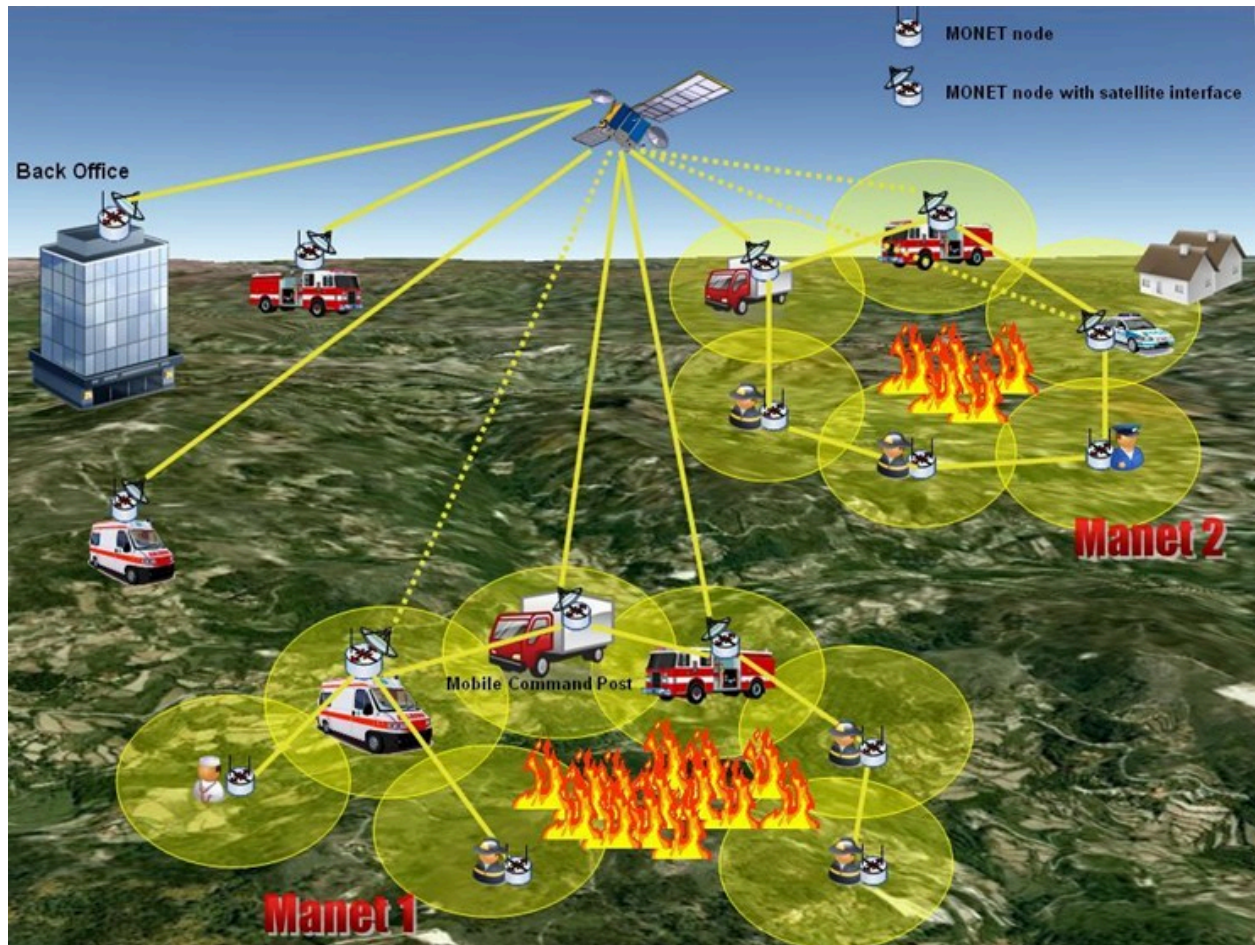 MONET node
MONET node with satellite interface
Back Office
Manet 2
Mobile Command Post
Manet 1